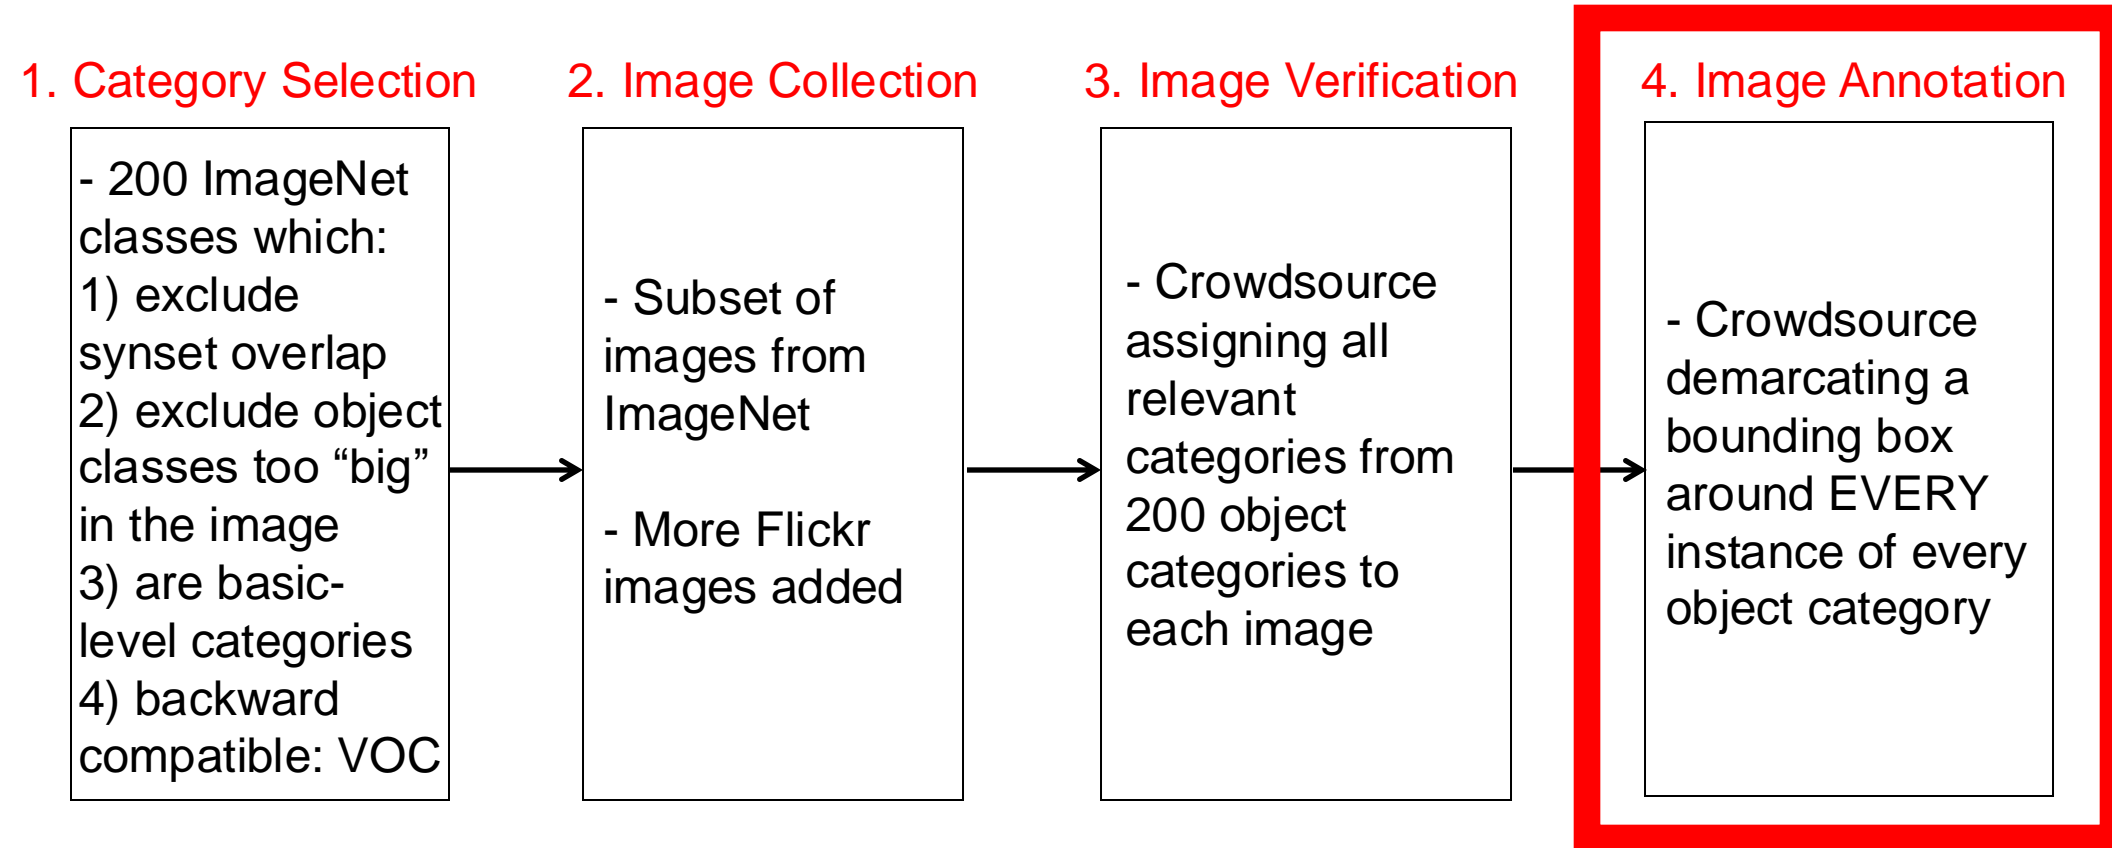 1. Category Selection
- 200 ImageNet
classes which:
1) exclude
synset overlap
2) exclude object
classes too “big”
in the image
3) are basic-
level categories
4) backward
compatible: VOC
2. Image Collection
- Subset of
images from
ImageNet
- More Flickr
images added
3. Image Verification
- Crowdsource
assigning all
relevant
categories from
200 object
categories to
each image
4. Image Annotation
- Crowdsource
demarcating a
bounding box
around EVERY
instance of every
object category